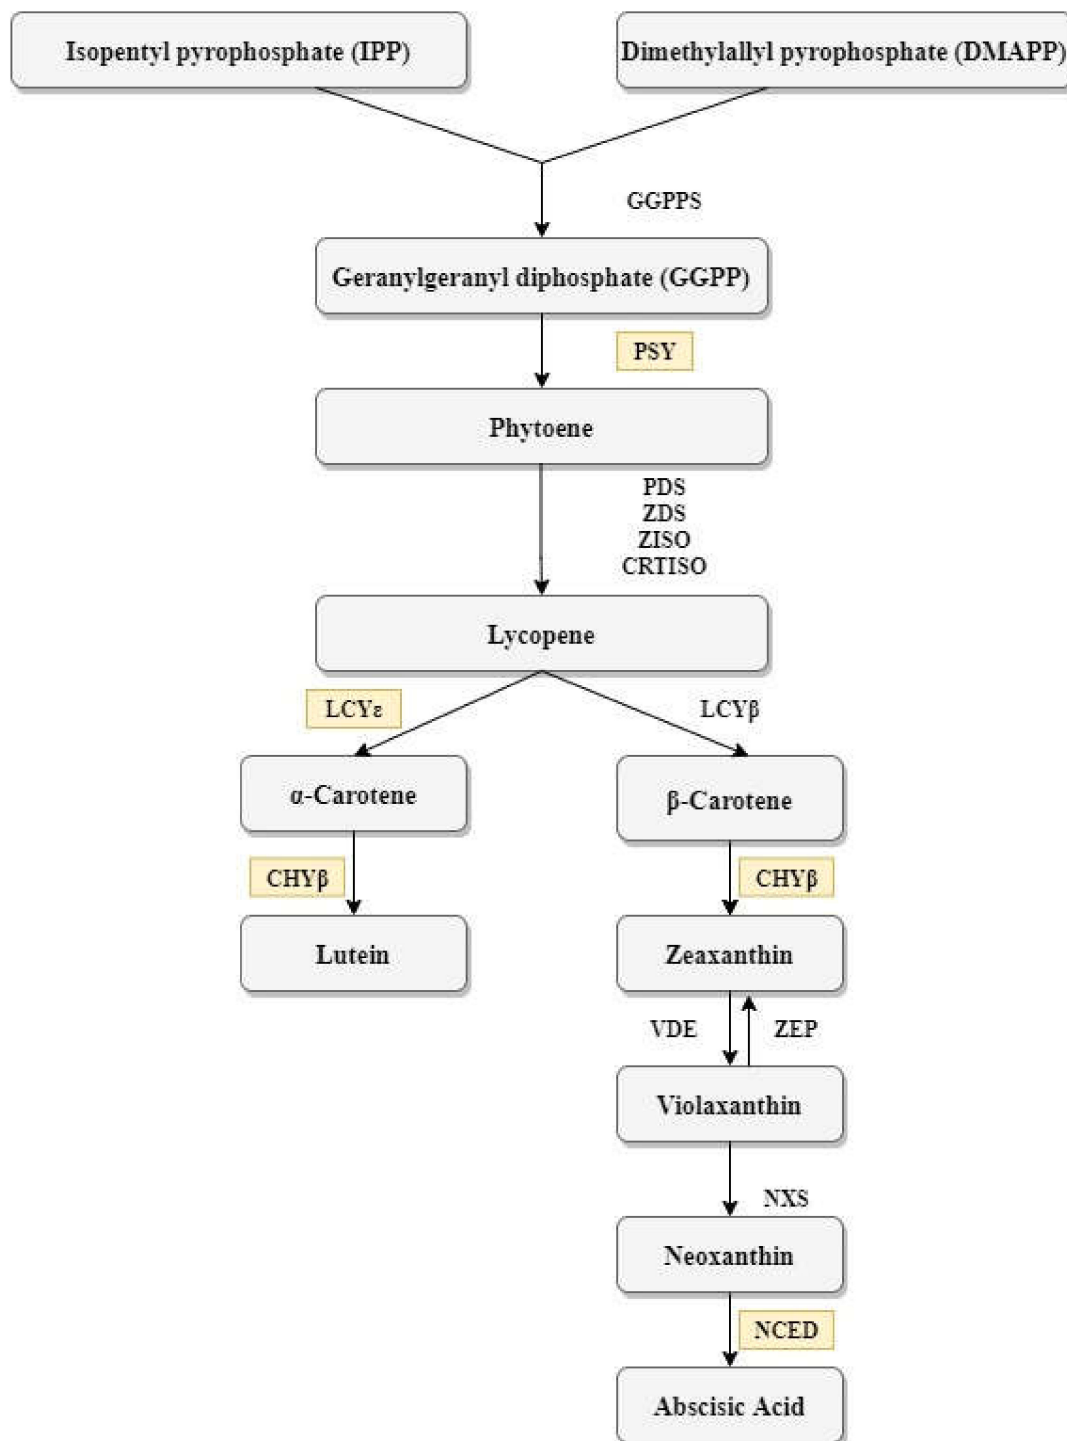 Isopentyl pyrophosphate (IPP)
Dimethylallyl pyrophosphate (DMAPP)
GGPPS
Geranylgeranyl diphosphate (GGPP)
PSY
Phytoene
PDS
ZDS
ZISO
CRTISO
Lycopene
LCYε
LCYβ
α-Carotene
β-Carotene
CHYβ
CHYβ
Lutein
Zeaxanthin
VDE
ZEP
Violaxanthin
NXS
Neoxanthin
NCED
Abscisic Acid